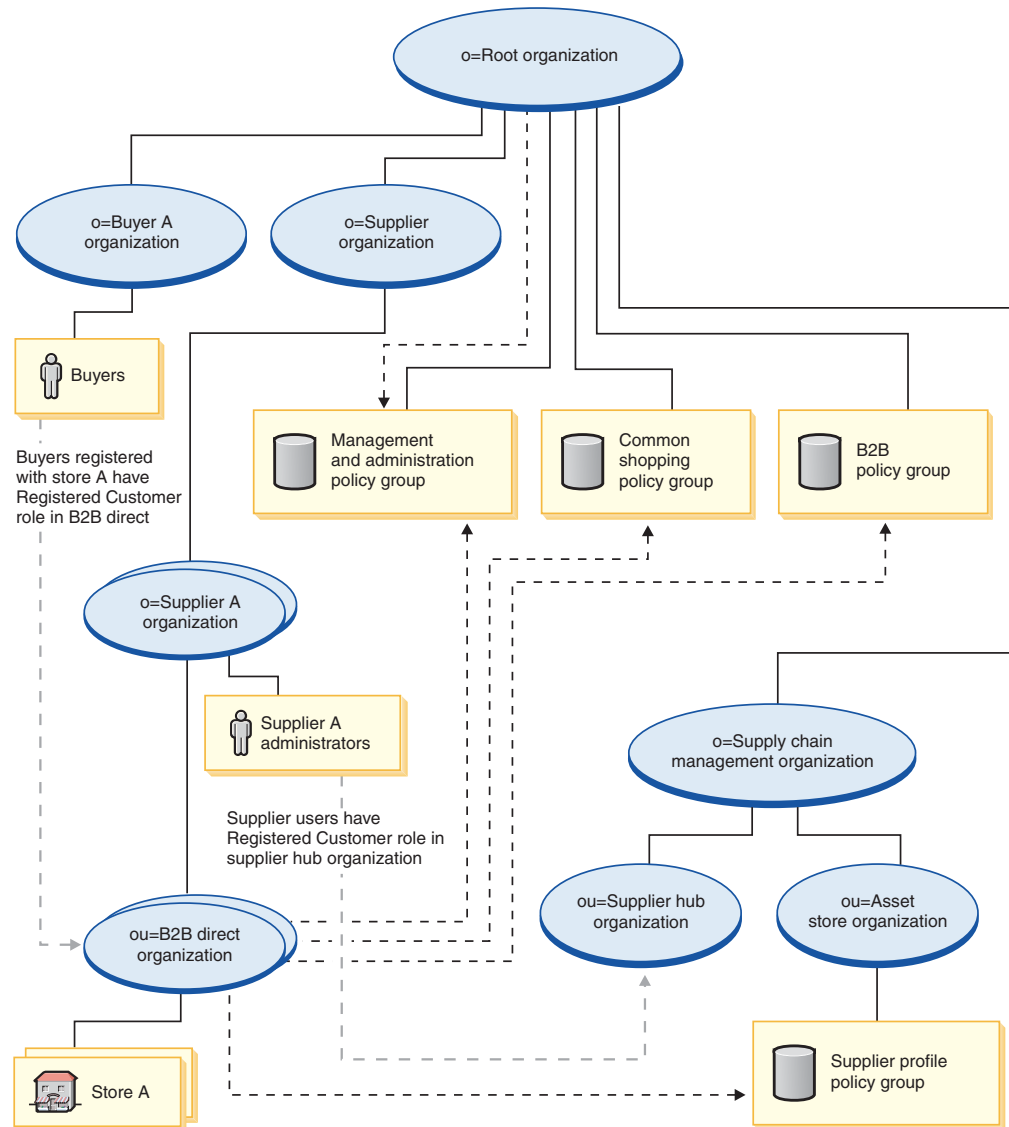 o=Root organization
o=Buyer A
organization
o=Supplier
organization
Buyers
Buyers registered
with store A have
Registered Customer
role in B2B direct
Management
and administration
policy group
Common
shopping
policy group
B2B
policy group
o=Supplier A
organization
Supplier A
administrators
Supplier users have
Registered Customer role in
supplier hub organization
o=Supply chain
management organization
ou=Supplier hub
organization
ou=Asset
store organization
ou=B2B direct
organization
Store A
Supplier profile
policy group